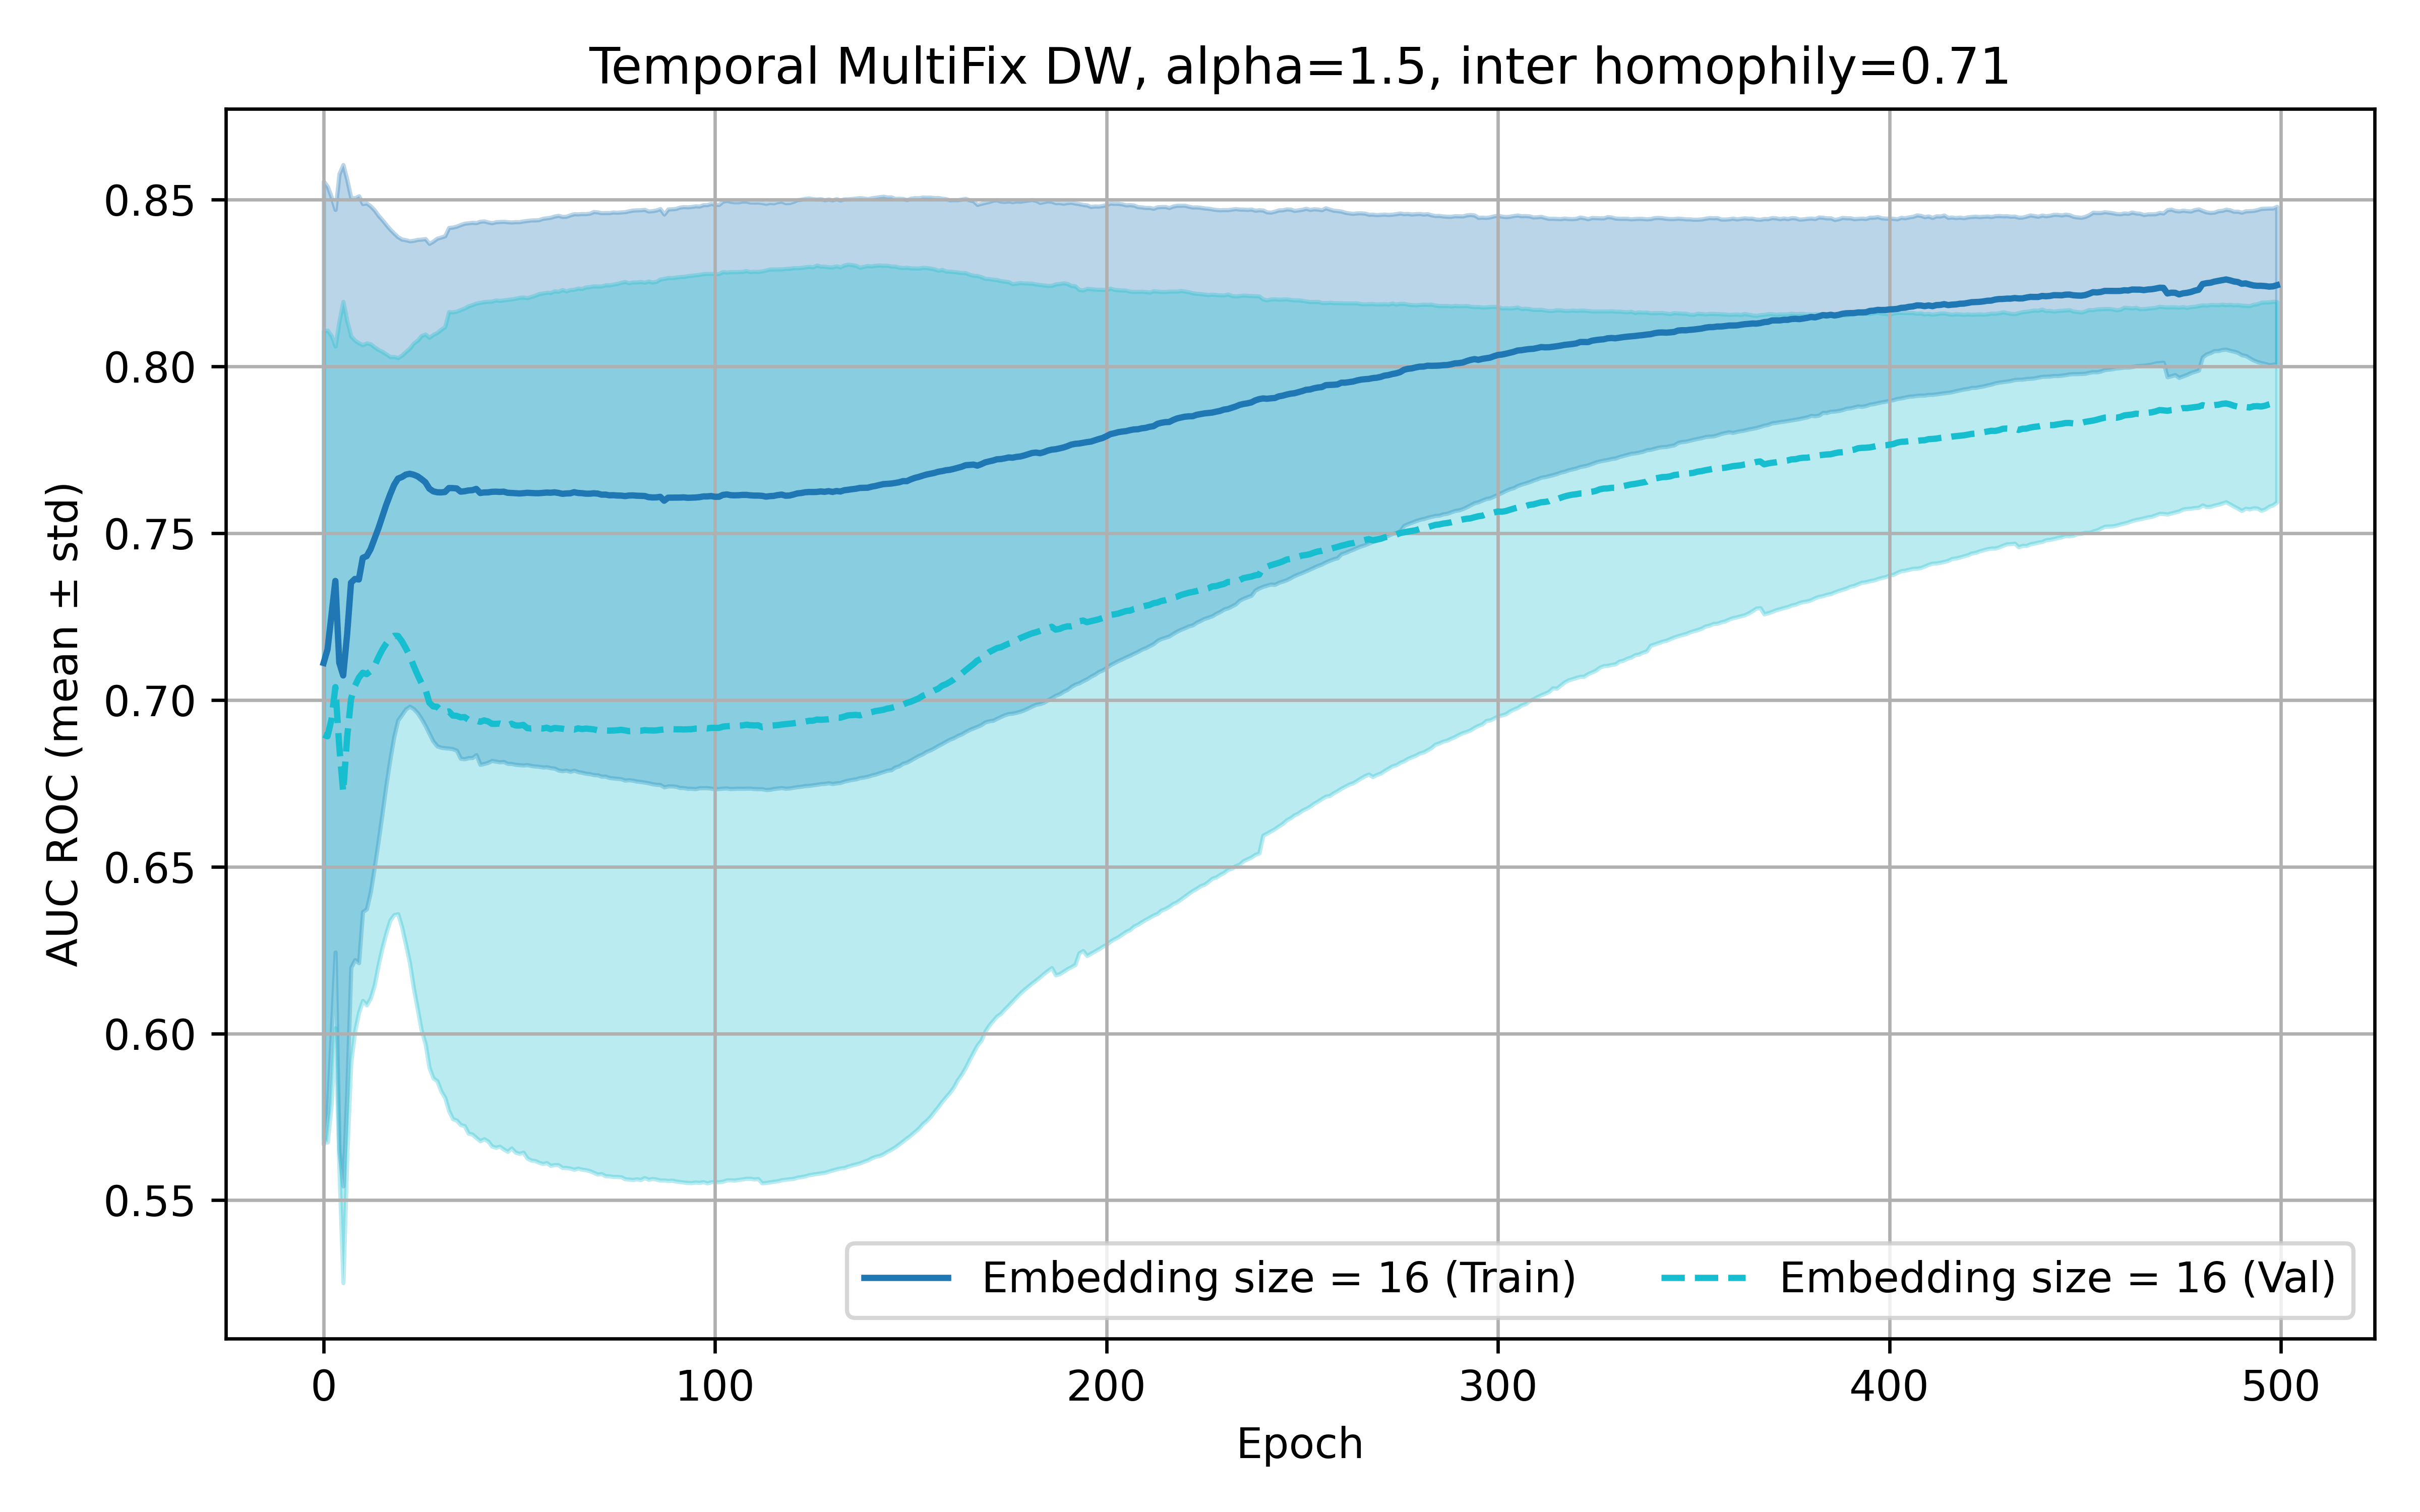 Temporal MultiFix DW, alpha=1.5, inter homophily=0.71
AUC ROC (mean ± std)
0.85
0.80
0.75
0.70
0.65
0.60
0.55
Embedding size = 16 (Train)
Embedding size = 16 (Val)
0
100
200
300
400
500
Epoch